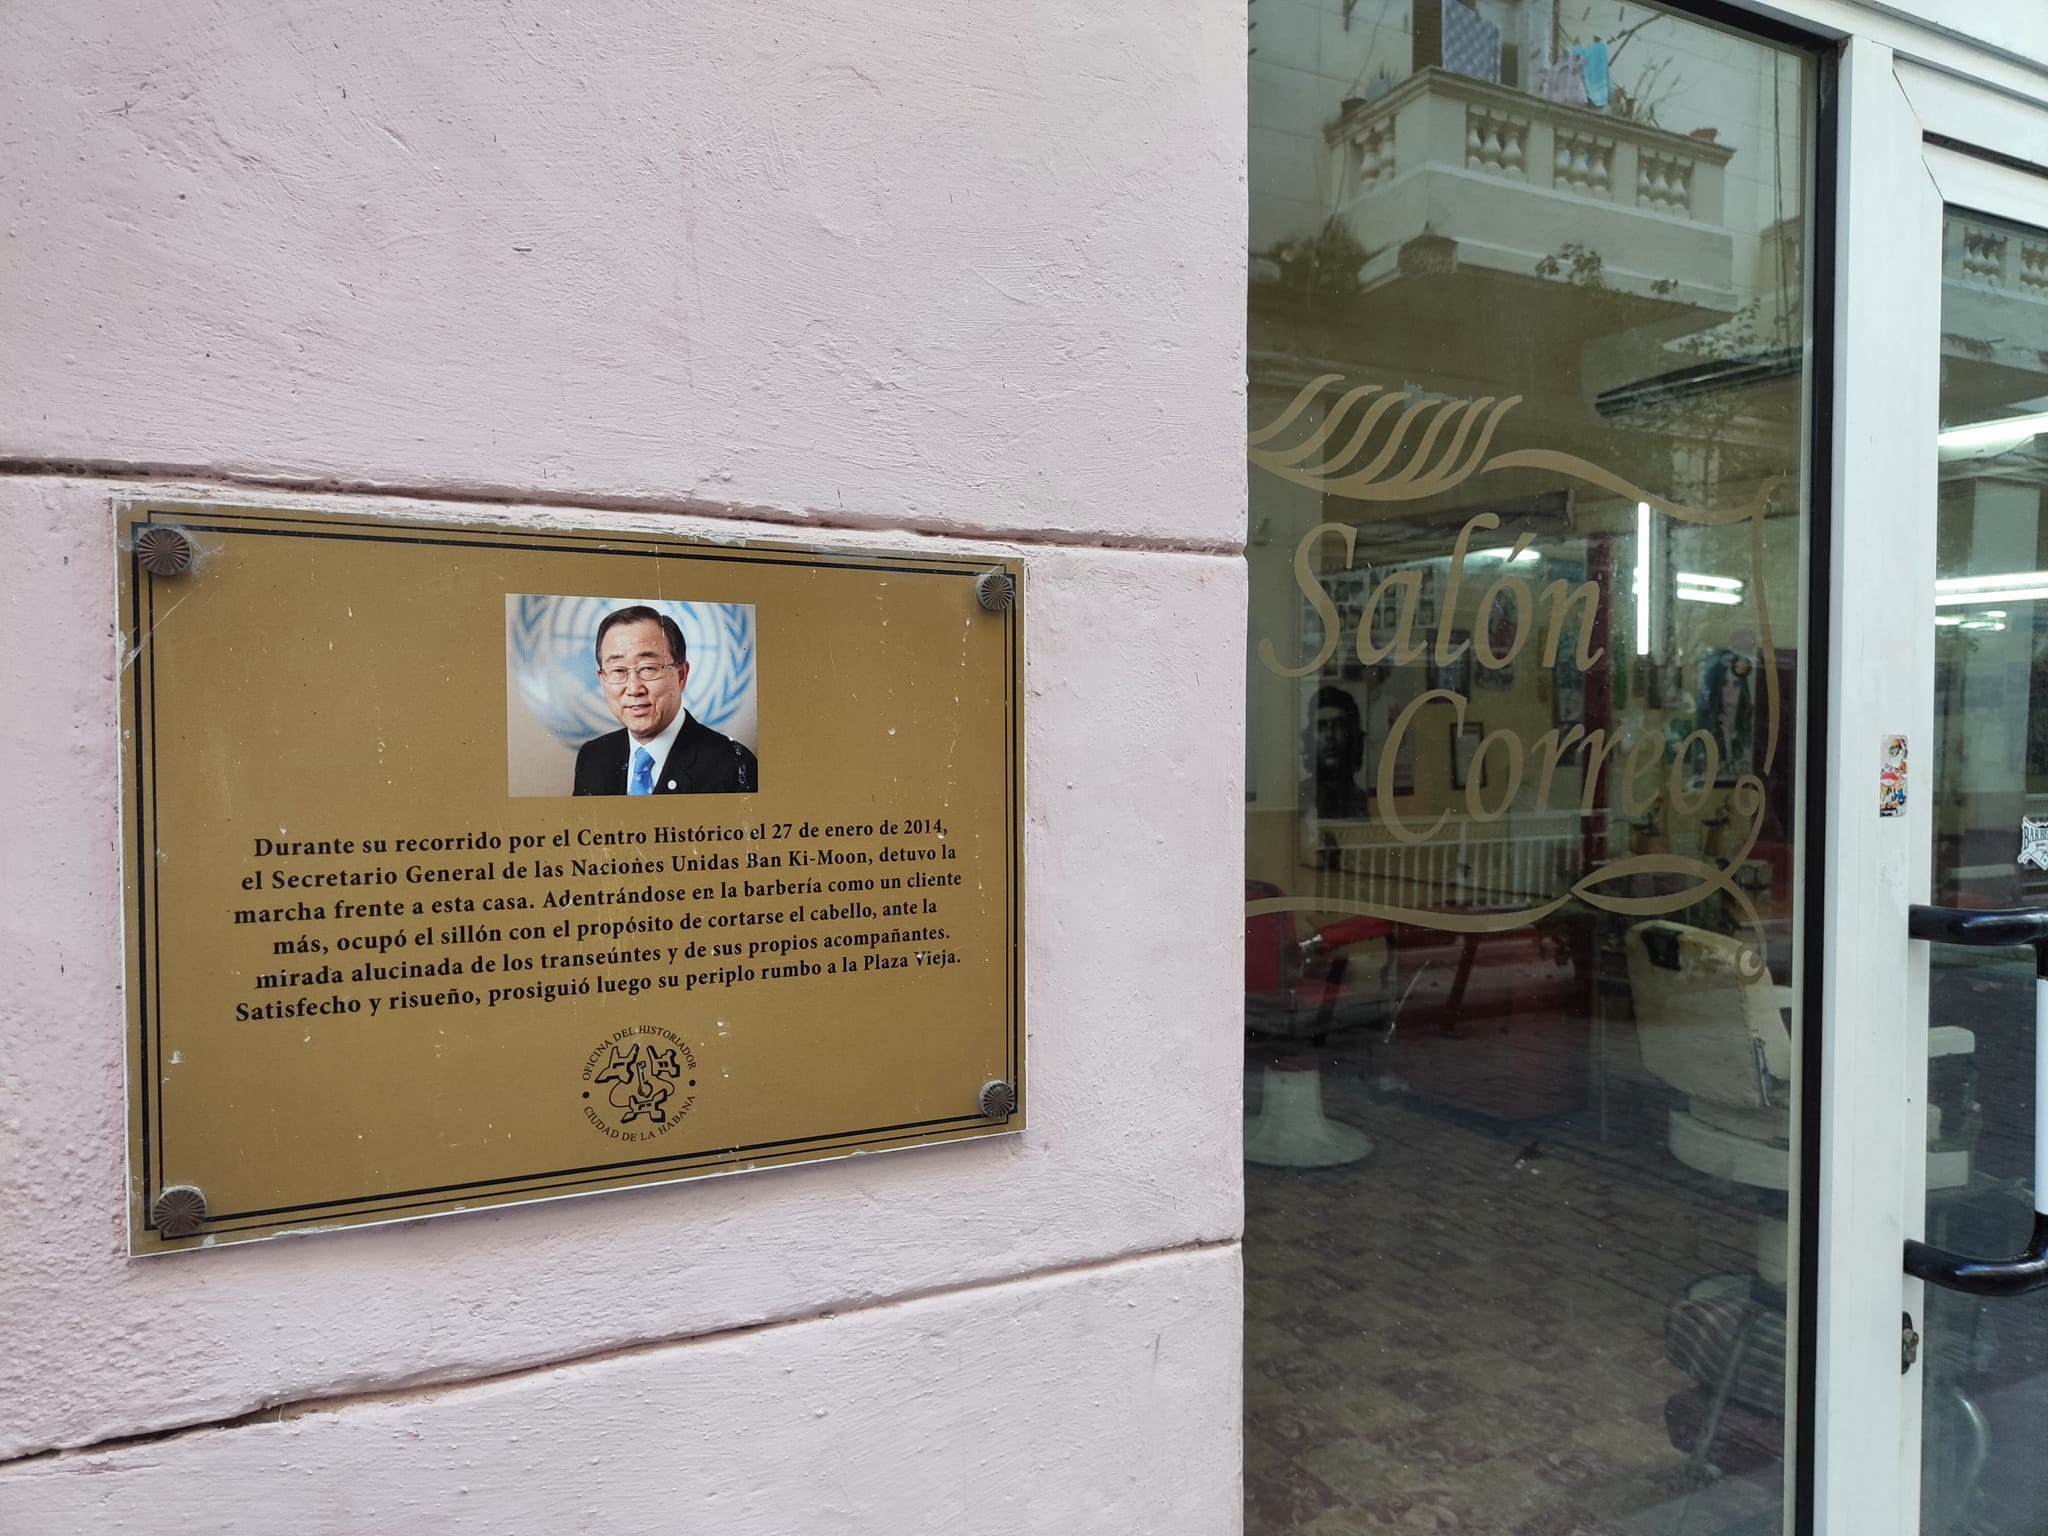 Durante su recorrido por el Centro Histórico el 27 de enero de 2014,
el Secretario General de las Naciones Unidas Ban Ki-Moon, detuvo la
marcha frente a esta casa. Adentrándose en la barbería como un cliente
más, ocupó el sillón con el propósito de cortarse el cabello, ante la
mirada alucinada de los transeúntes y de sus propios acompañantes.
Satisfecho y risueño, prosiguió luego su periplo rumbo a la Plaza Vieja.
OFICINA DEL HISTORIADOR
CIUDAD DE LA HABANA
Salón
Correo